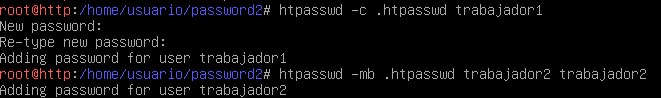 root@http:/home/usuario/password2# htpasswd -c .htpasswd trabajador1
New password:
Re-type new password:
Adding password for user trabajador1
root@http:/home/usuario/password2# htpasswd -mb .htpasswd trabajador2 trabajador2
Adding password for user trabajador2